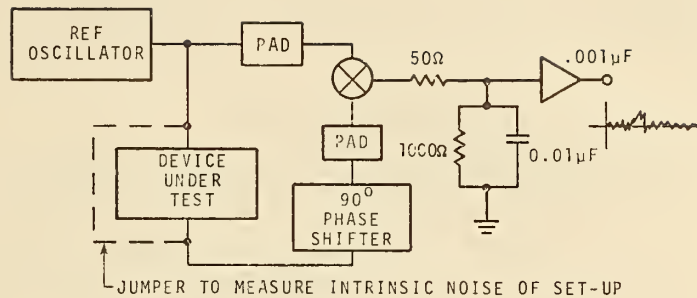 REF
OSCILLATOR
PAD
50Ω
.001μF
PAD
1000Ω
0.01μF
DEVICE
UNDER
TEST
90°
PHASE
SHIFTER
JUMPER TO MEASURE INTRINSIC NOISE OF SET-UP